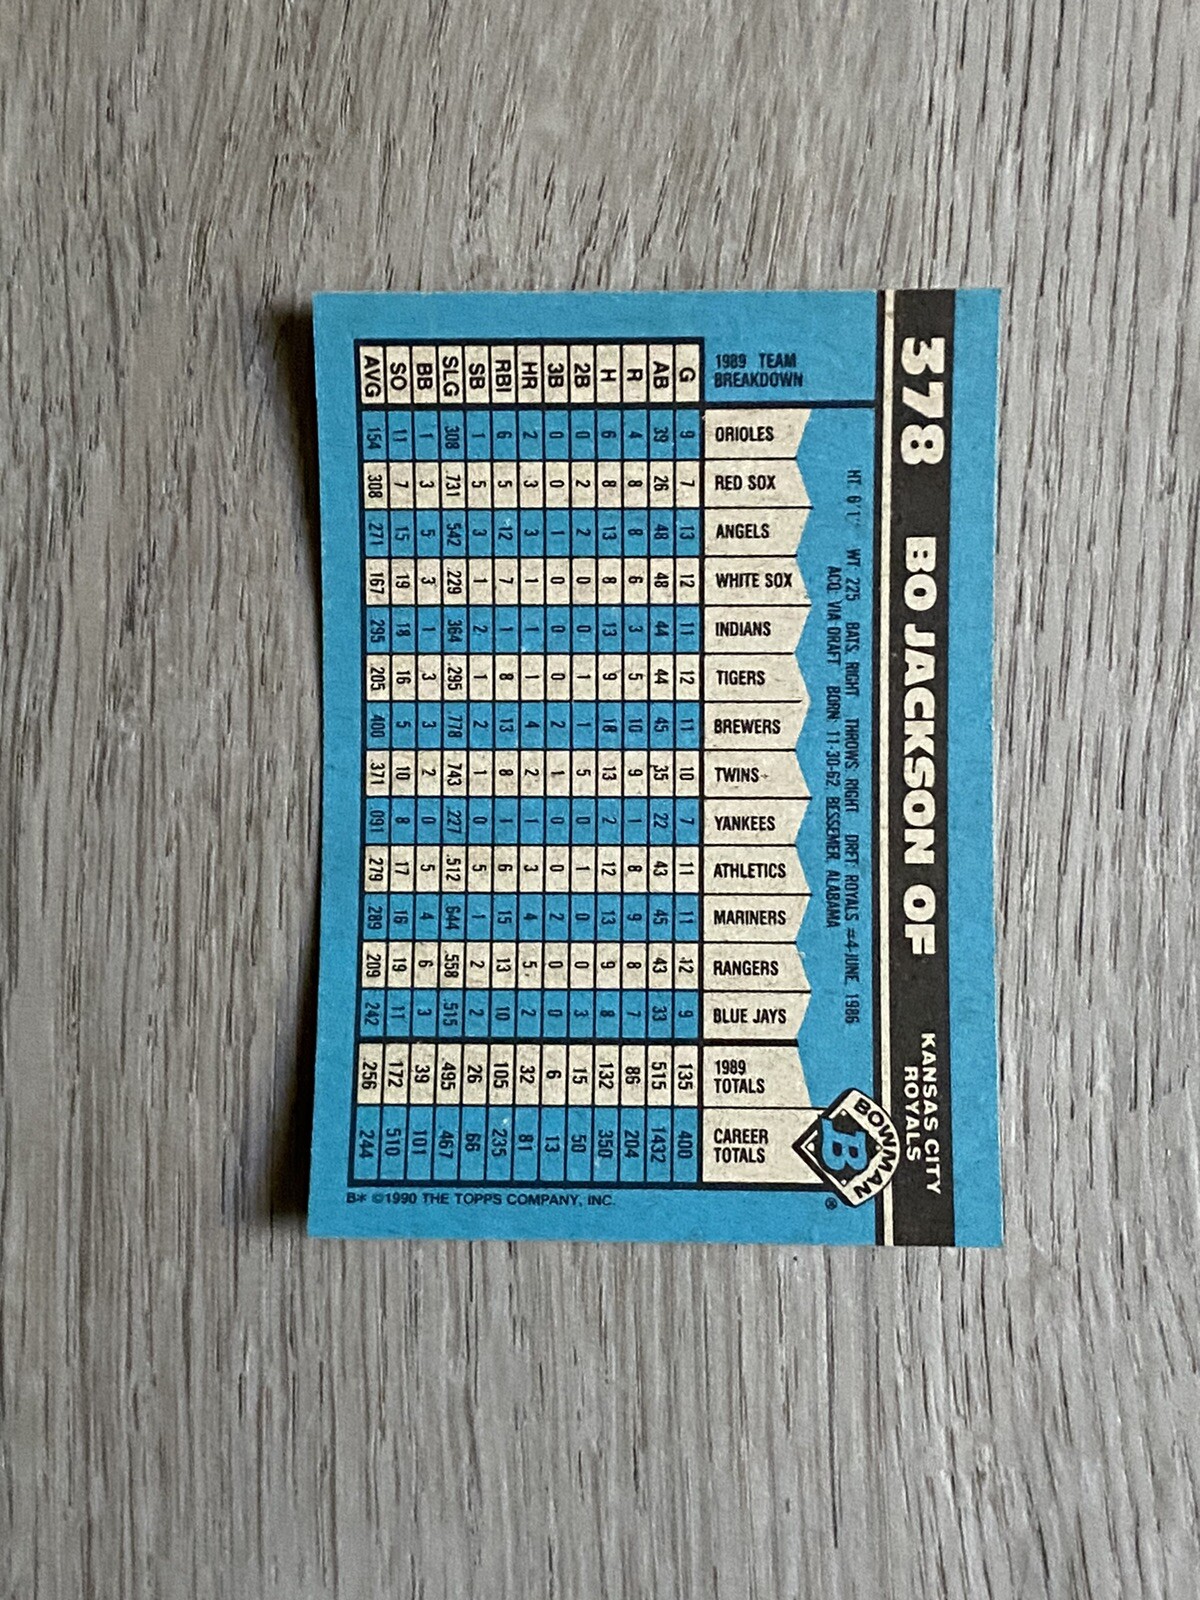 378 BO JACKSON OF KANSAS CITY
ROYALS
HT: 6'1" WT: 225 BATS: RIGHT THROWS: RIGHT DRFT: ROYALS #4-JUNE, 1986
ACQ: VIA DRAFT BORN: 11-30-62, BESSEMER, ALABAMA
BOWMAN
B
®
1989 TEAM
BREAKDOWN
G AB R H 2B 3B HR RBI SB SLG BB SO AVG
ORIOLES 9 39 4 6 0 0 2 6 1 308 1 11 154
RED SOX 7 26 8 8 2 0 3 5 5 731 3 7 308
ANGELS 13 48 8 13 2 1 3 12 3 542 5 15 271
WHITE SOX 12 48 6 8 0 0 1 7 1 229 3 19 167
INDIANS 11 44 3 13 0 0 1 1 2 364 1 18 295
TIGERS 12 44 5 9 1 0 1 8 1 .295 3 16 205
BREWERS 11 45 10 18 1 2 4 13 2 .778 3 5 400
TWINS 10 35 9 13 5 1 2 8 1 743 2 10 371
YANKEES 7 22 1 2 0 0 1 1 0 .227 0 8 091
ATHLETICS 11 43 8 12 1 0 3 6 5 .512 5 17 279
MARINERS 11 45 9 13 0 2 4 15 1 .644 4 16 289
RANGERS 12 43 8 9 0 0 5 13 2 .558 6 19 209
BLUE JAYS 9 33 7 8 3 0 2 10 2 .515 3 11 242
1989
TOTALS 135 515 86 132 15 6 32 105 26 .495 39 172 .256
CAREER
TOTALS 400 1432 204 350 50 13 81 235 66 467 101 510 244
B* ©1990 THE TOPPS COMPANY, INC.